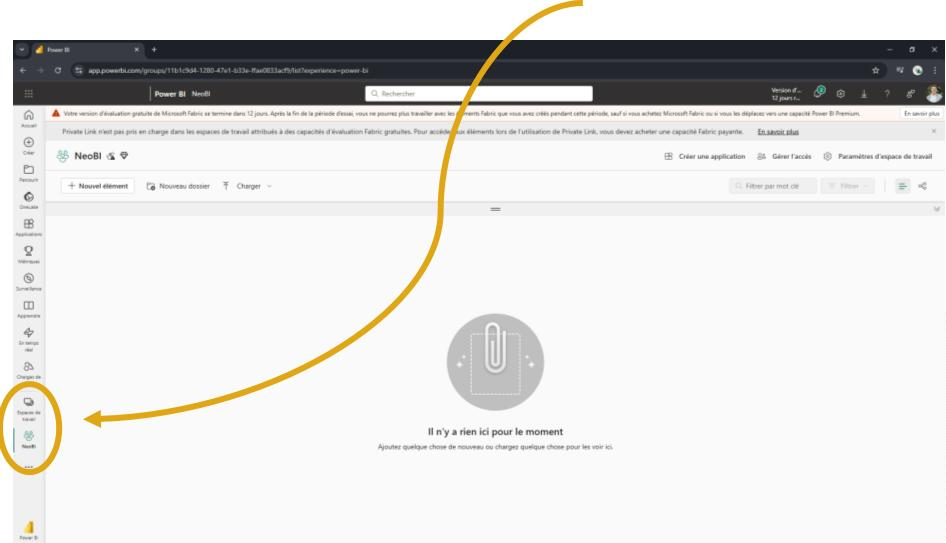 Power BI
app.powerbi.com/groups/11b1c9d4-1280-47e1-b33e-ffae0833acf9/list?experience=power-bi
Power BI NeoBI
Rechercher
Version d'...
12 jours r...
Votre version d'évaluation gratuite de Microsoft Fabric se termine dans 12 jours. Après la fin de la période d'essai, vous ne pourrez plus travailler avec les éléments Fabric que vous avez créés pendant cette période, sauf si vous achetez Microsoft Fabric ou si vous les déplacez vers une capacité Power BI Premium.
En savoir plus
Private Link n'est pas pris en charge dans les espaces de travail attribués à des capacités d'évaluation Fabric gratuites. Pour accéder aux éléments lors de l'utilisation de Private Link, vous devez acheter une capacité Fabric payante. En savoir plus
NeoBI
Créer une application
Gérer l'accès
Paramètres d'espace de travail
Nouvel élément
Nouveau dossier
Charger
Filtrer par mot clé
Filtrer
Accueil
Créer
Parcourir
OneLake
Applications
Métriques
Surveillance
Apprendre
En temps
réel
Charges de
Espaces de
travail
NeoBI
Il n'y a rien ici pour le moment
Ajoutez quelque chose de nouveau ou chargez quelque chose pour les voir ici.
Power BI